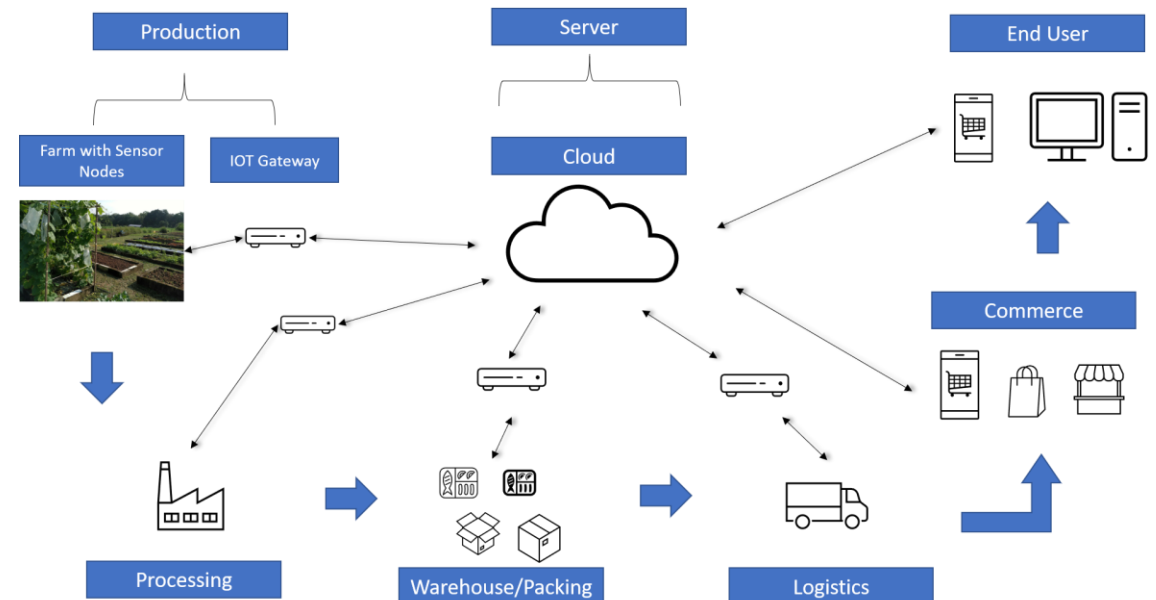 Production
Server
End User
Farm with Sensor
Nodes
IOT Gateway
Cloud
Commerce
Processing
Warehouse/Packing
Logistics